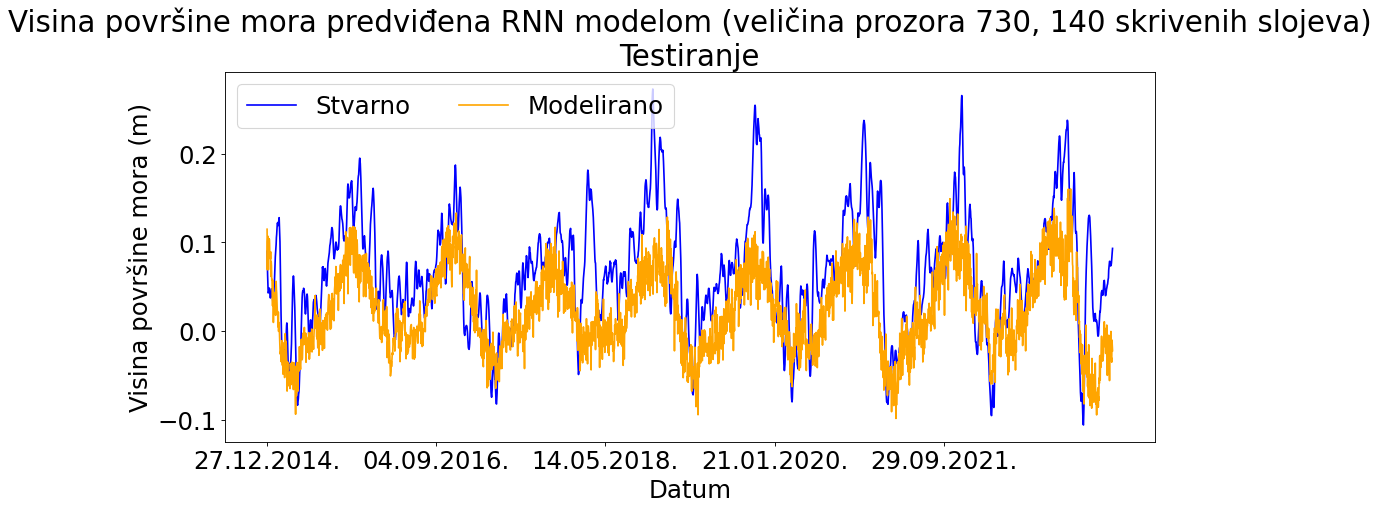 Visina površine mora predviđena RNN modelom (veličina prozora 730, 140 skrivenih slojeva)
Testiranje
Stvarno Modelirano
Visina površine mora (m)
0.2
0.1
0.0
−0.1
27.12.2014. 04.09.2016. 14.05.2018. 21.01.2020. 29.09.2021.
Datum